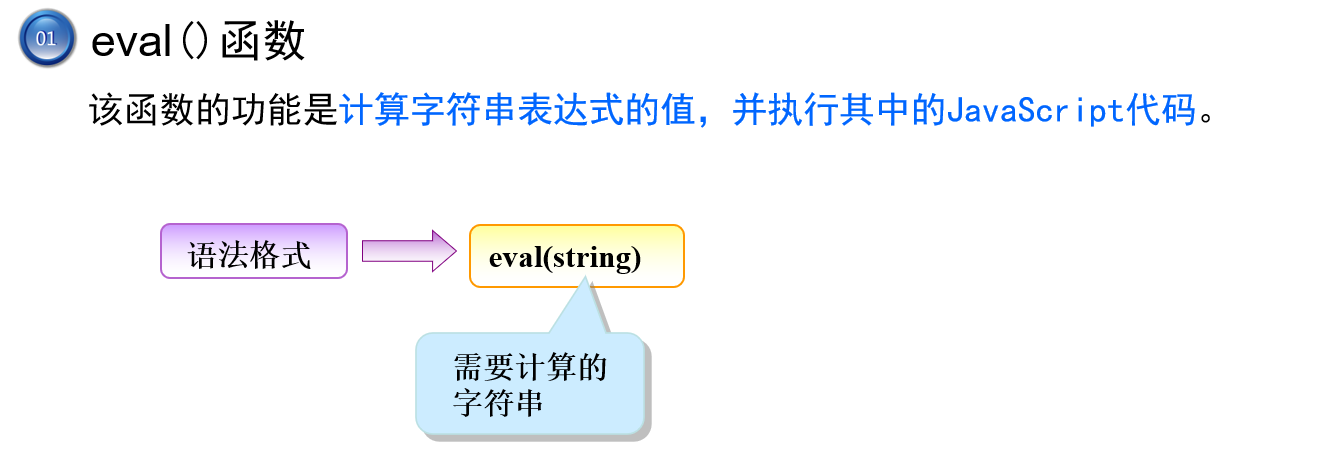 01
eval()函数
该函数的功能是计算字符串表达式的值，并执行其中的JavaScript代码。
语法格式
eval(string)
需要计算的
字符串